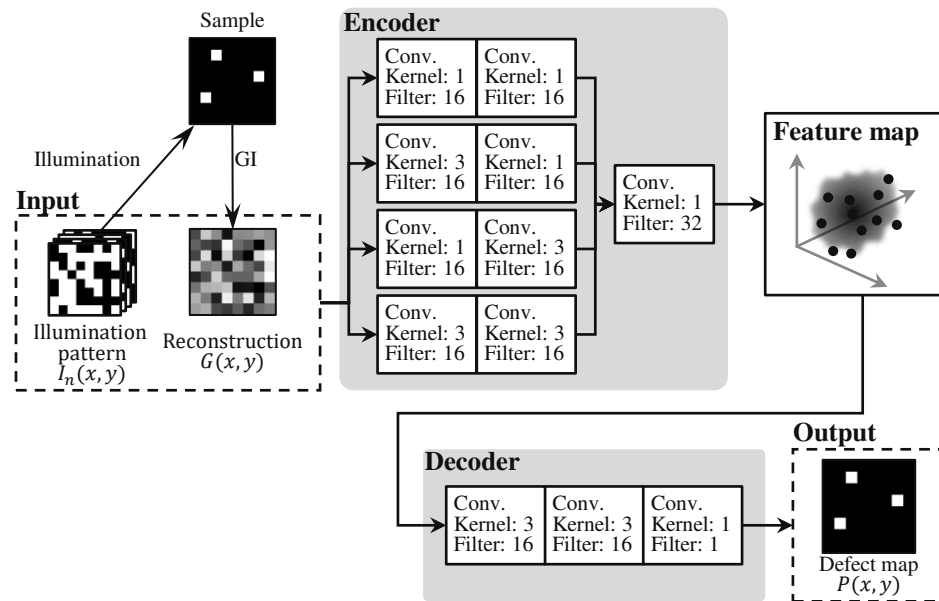 Sample
Illumination
GI
Input
Illumination
pattern
I_n(x, y)
Reconstruction
G(x, y)
Encoder
Conv.
Kernel: 1
Filter: 16
Conv.
Kernel: 1
Filter: 16
Conv.
Kernel: 3
Filter: 16
Conv.
Kernel: 1
Filter: 16
Conv.
Kernel: 1
Filter: 16
Conv.
Kernel: 3
Filter: 16
Conv.
Kernel: 3
Filter: 16
Conv.
Kernel: 3
Filter: 16
Conv.
Kernel: 1
Filter: 32
Feature map
Decoder
Conv.
Kernel: 3
Filter: 16
Conv.
Kernel: 3
Filter: 16
Conv.
Kernel: 1
Filter: 1
Output
Defect map
P(x, y)